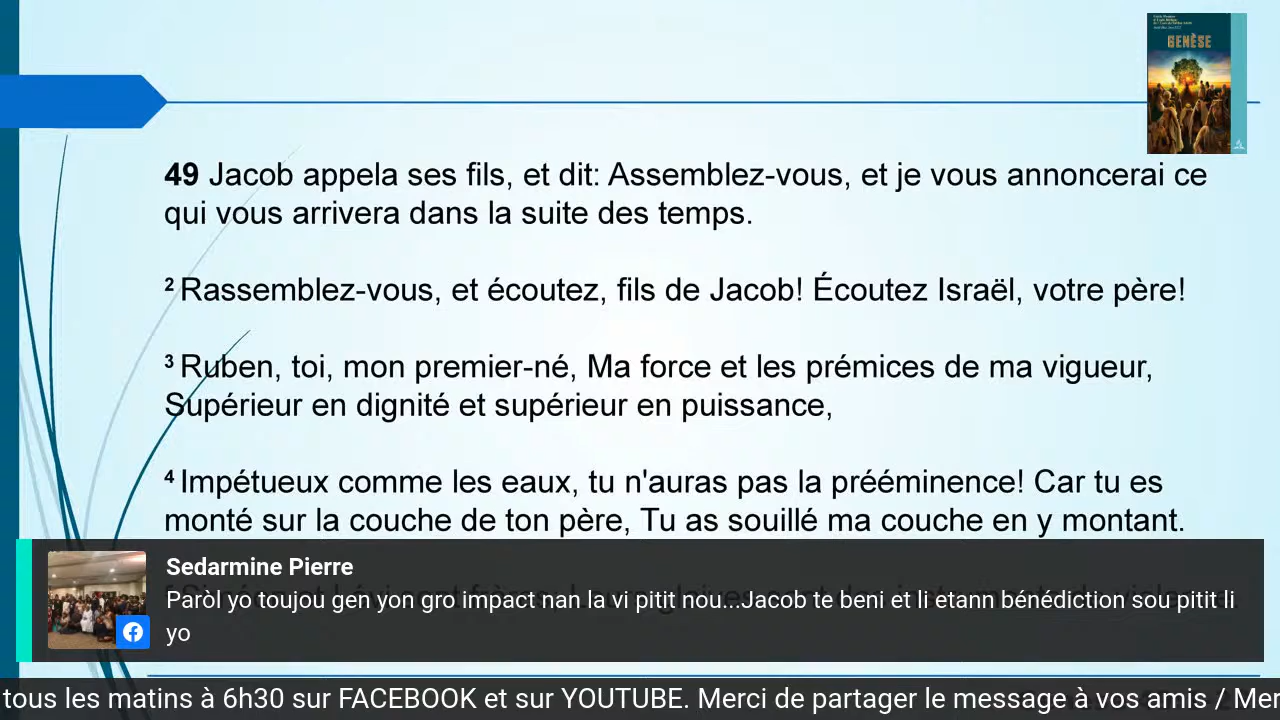 GENÈSE
49 Jacob appela ses fils, et dit: Assemblez-vous, et je vous annoncerai ce
qui vous arrivera dans la suite des temps.
2 Rassemblez-vous, et écoutez, fils de Jacob! Écoutez Israël, votre père!
3 Ruben, toi, mon premier-né, Ma force et les prémices de ma vigueur,
Supérieur en dignité et supérieur en puissance,
4 Impétueux comme les eaux, tu n'auras pas la prééminence! Car tu es
monté sur la couche de ton père, Tu as souillé ma couche en y montant.
Sedarmine Pierre
Paròl yo toujou gen yon gro impact nan la vi pitit nou...Jacob te beni et li etann bénédiction sou pitit li
yo
tous les matins à 6h30 sur FACEBOOK et sur YOUTUBE. Merci de partager le message à vos amis / Mer